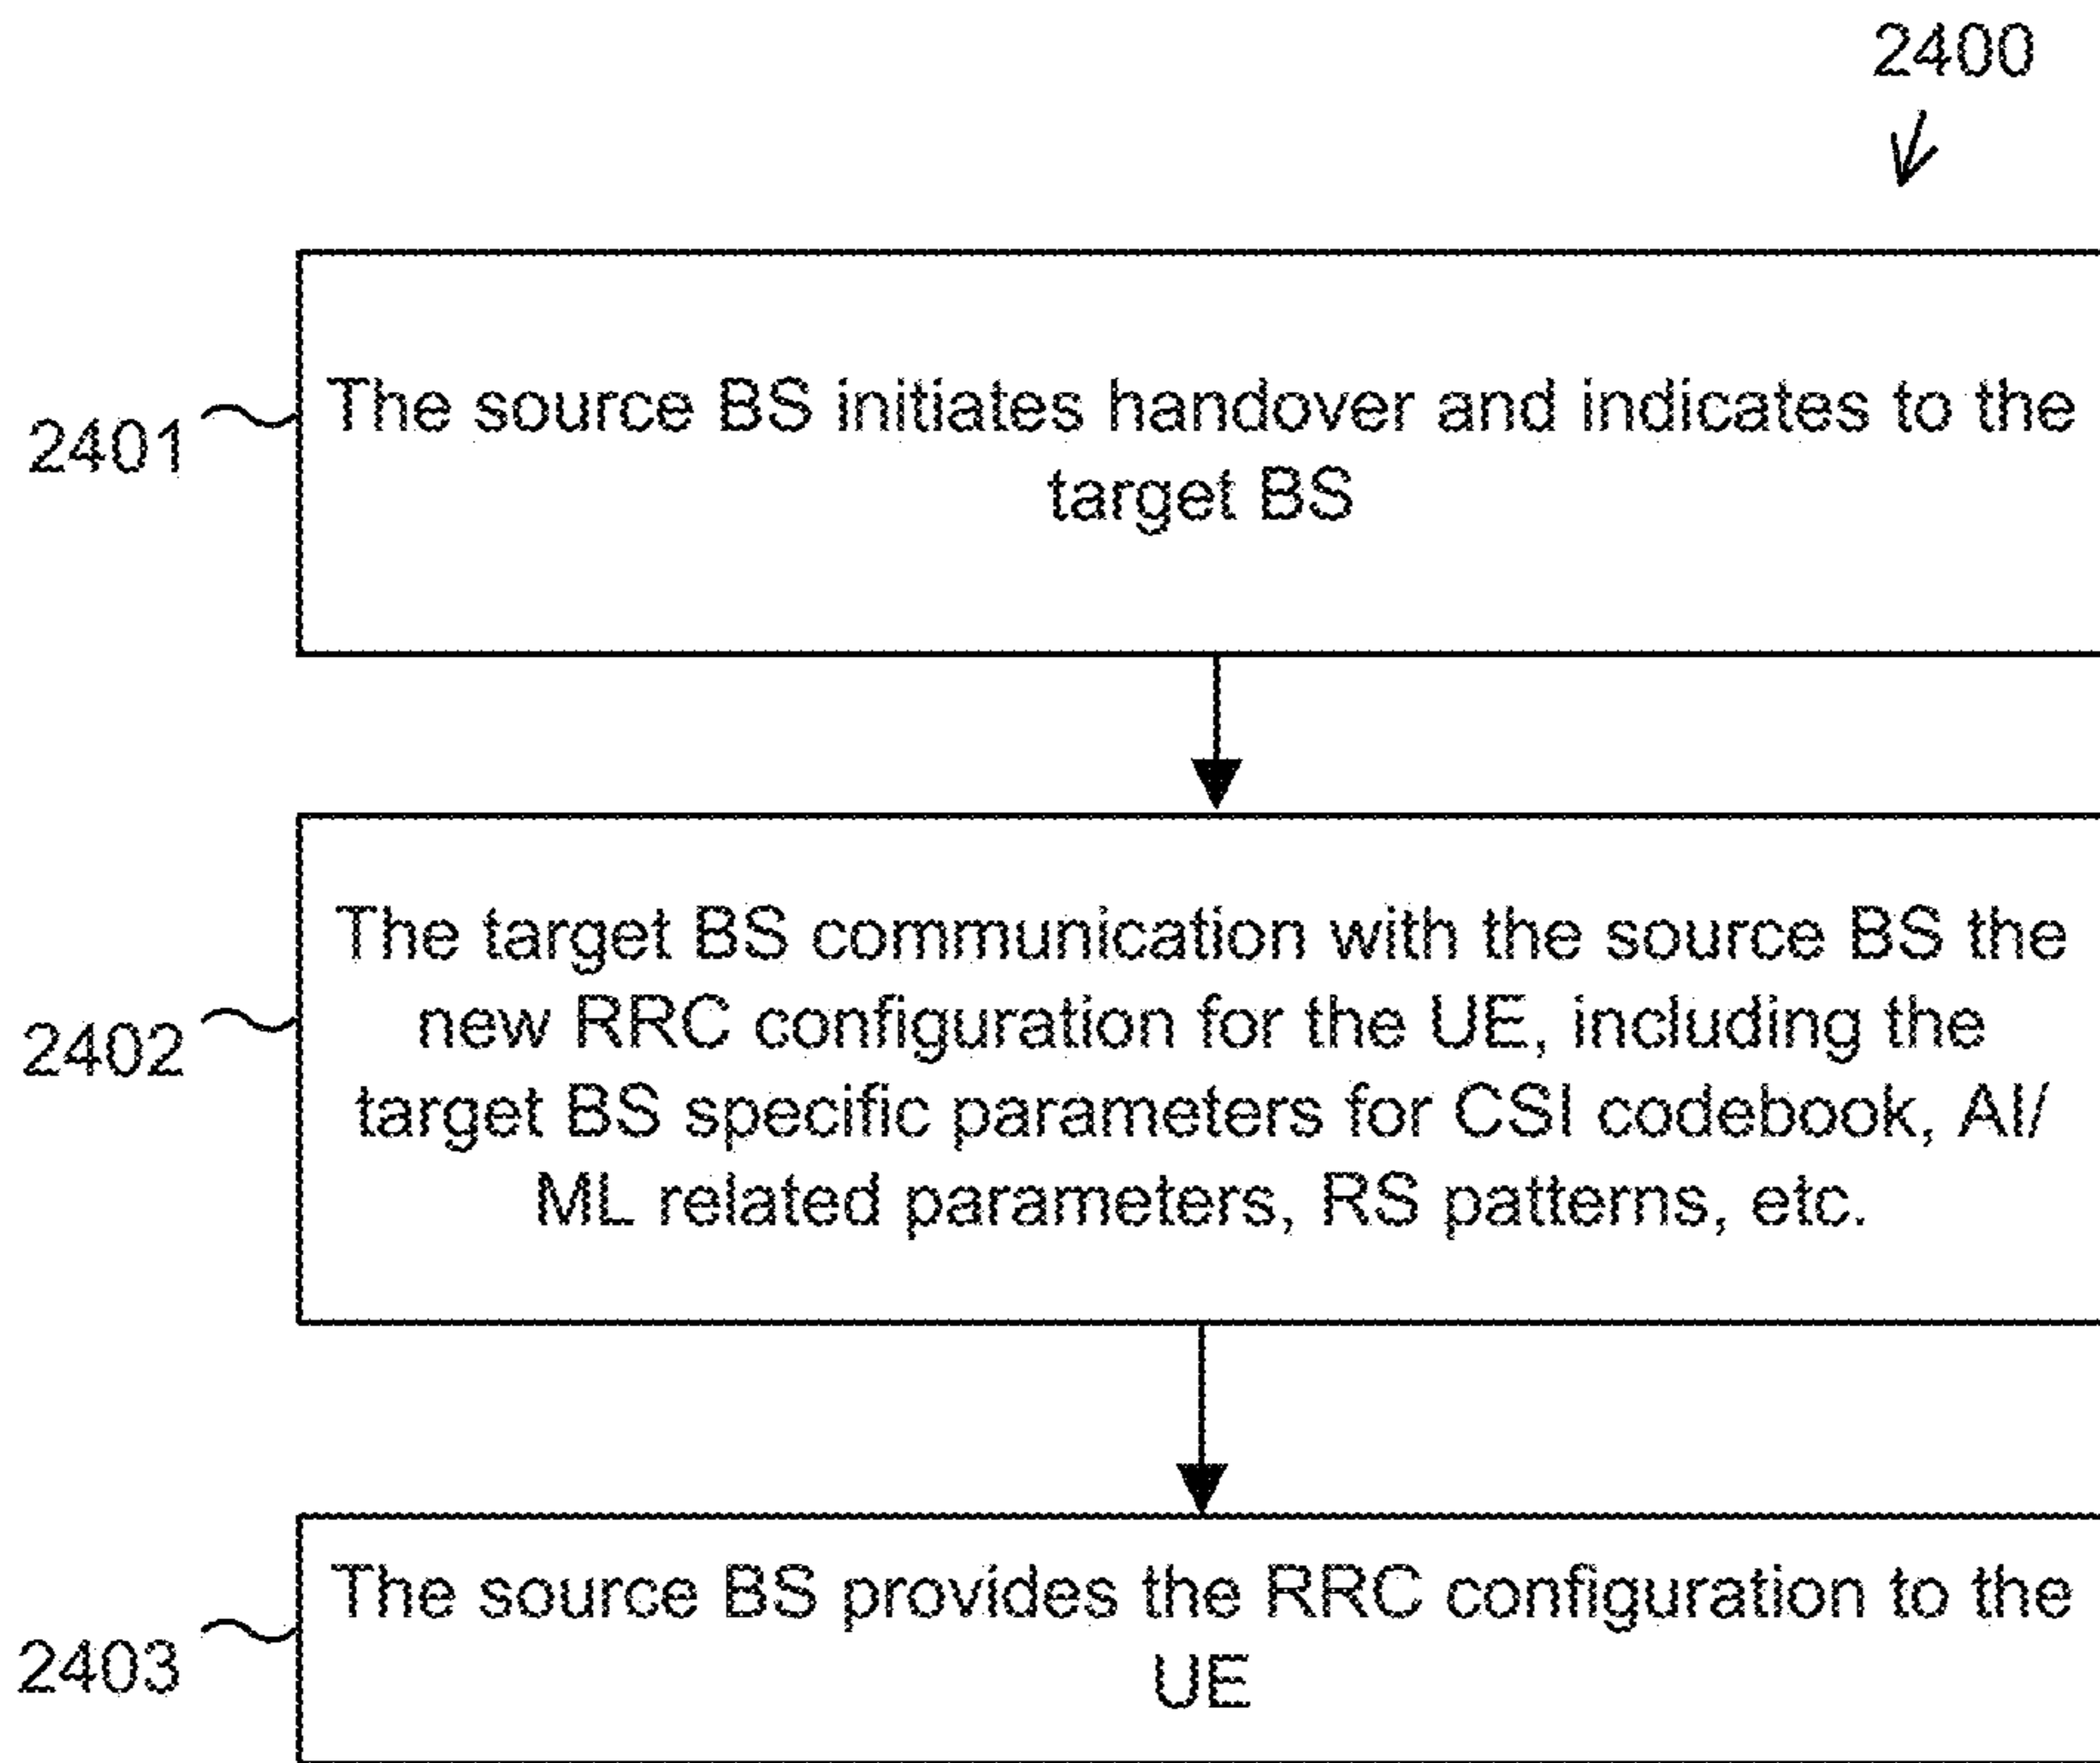 2400
2401
The source BS initiates handover and indicates to the
target BS
2402
The target BS communication with the source BS the
new RRC configuration for the UE, including the
target BS specific parameters for CSI codebook, AI/
ML related parameters, RS patterns, etc.
2403
The source BS provides the RRC configuration to the
UE